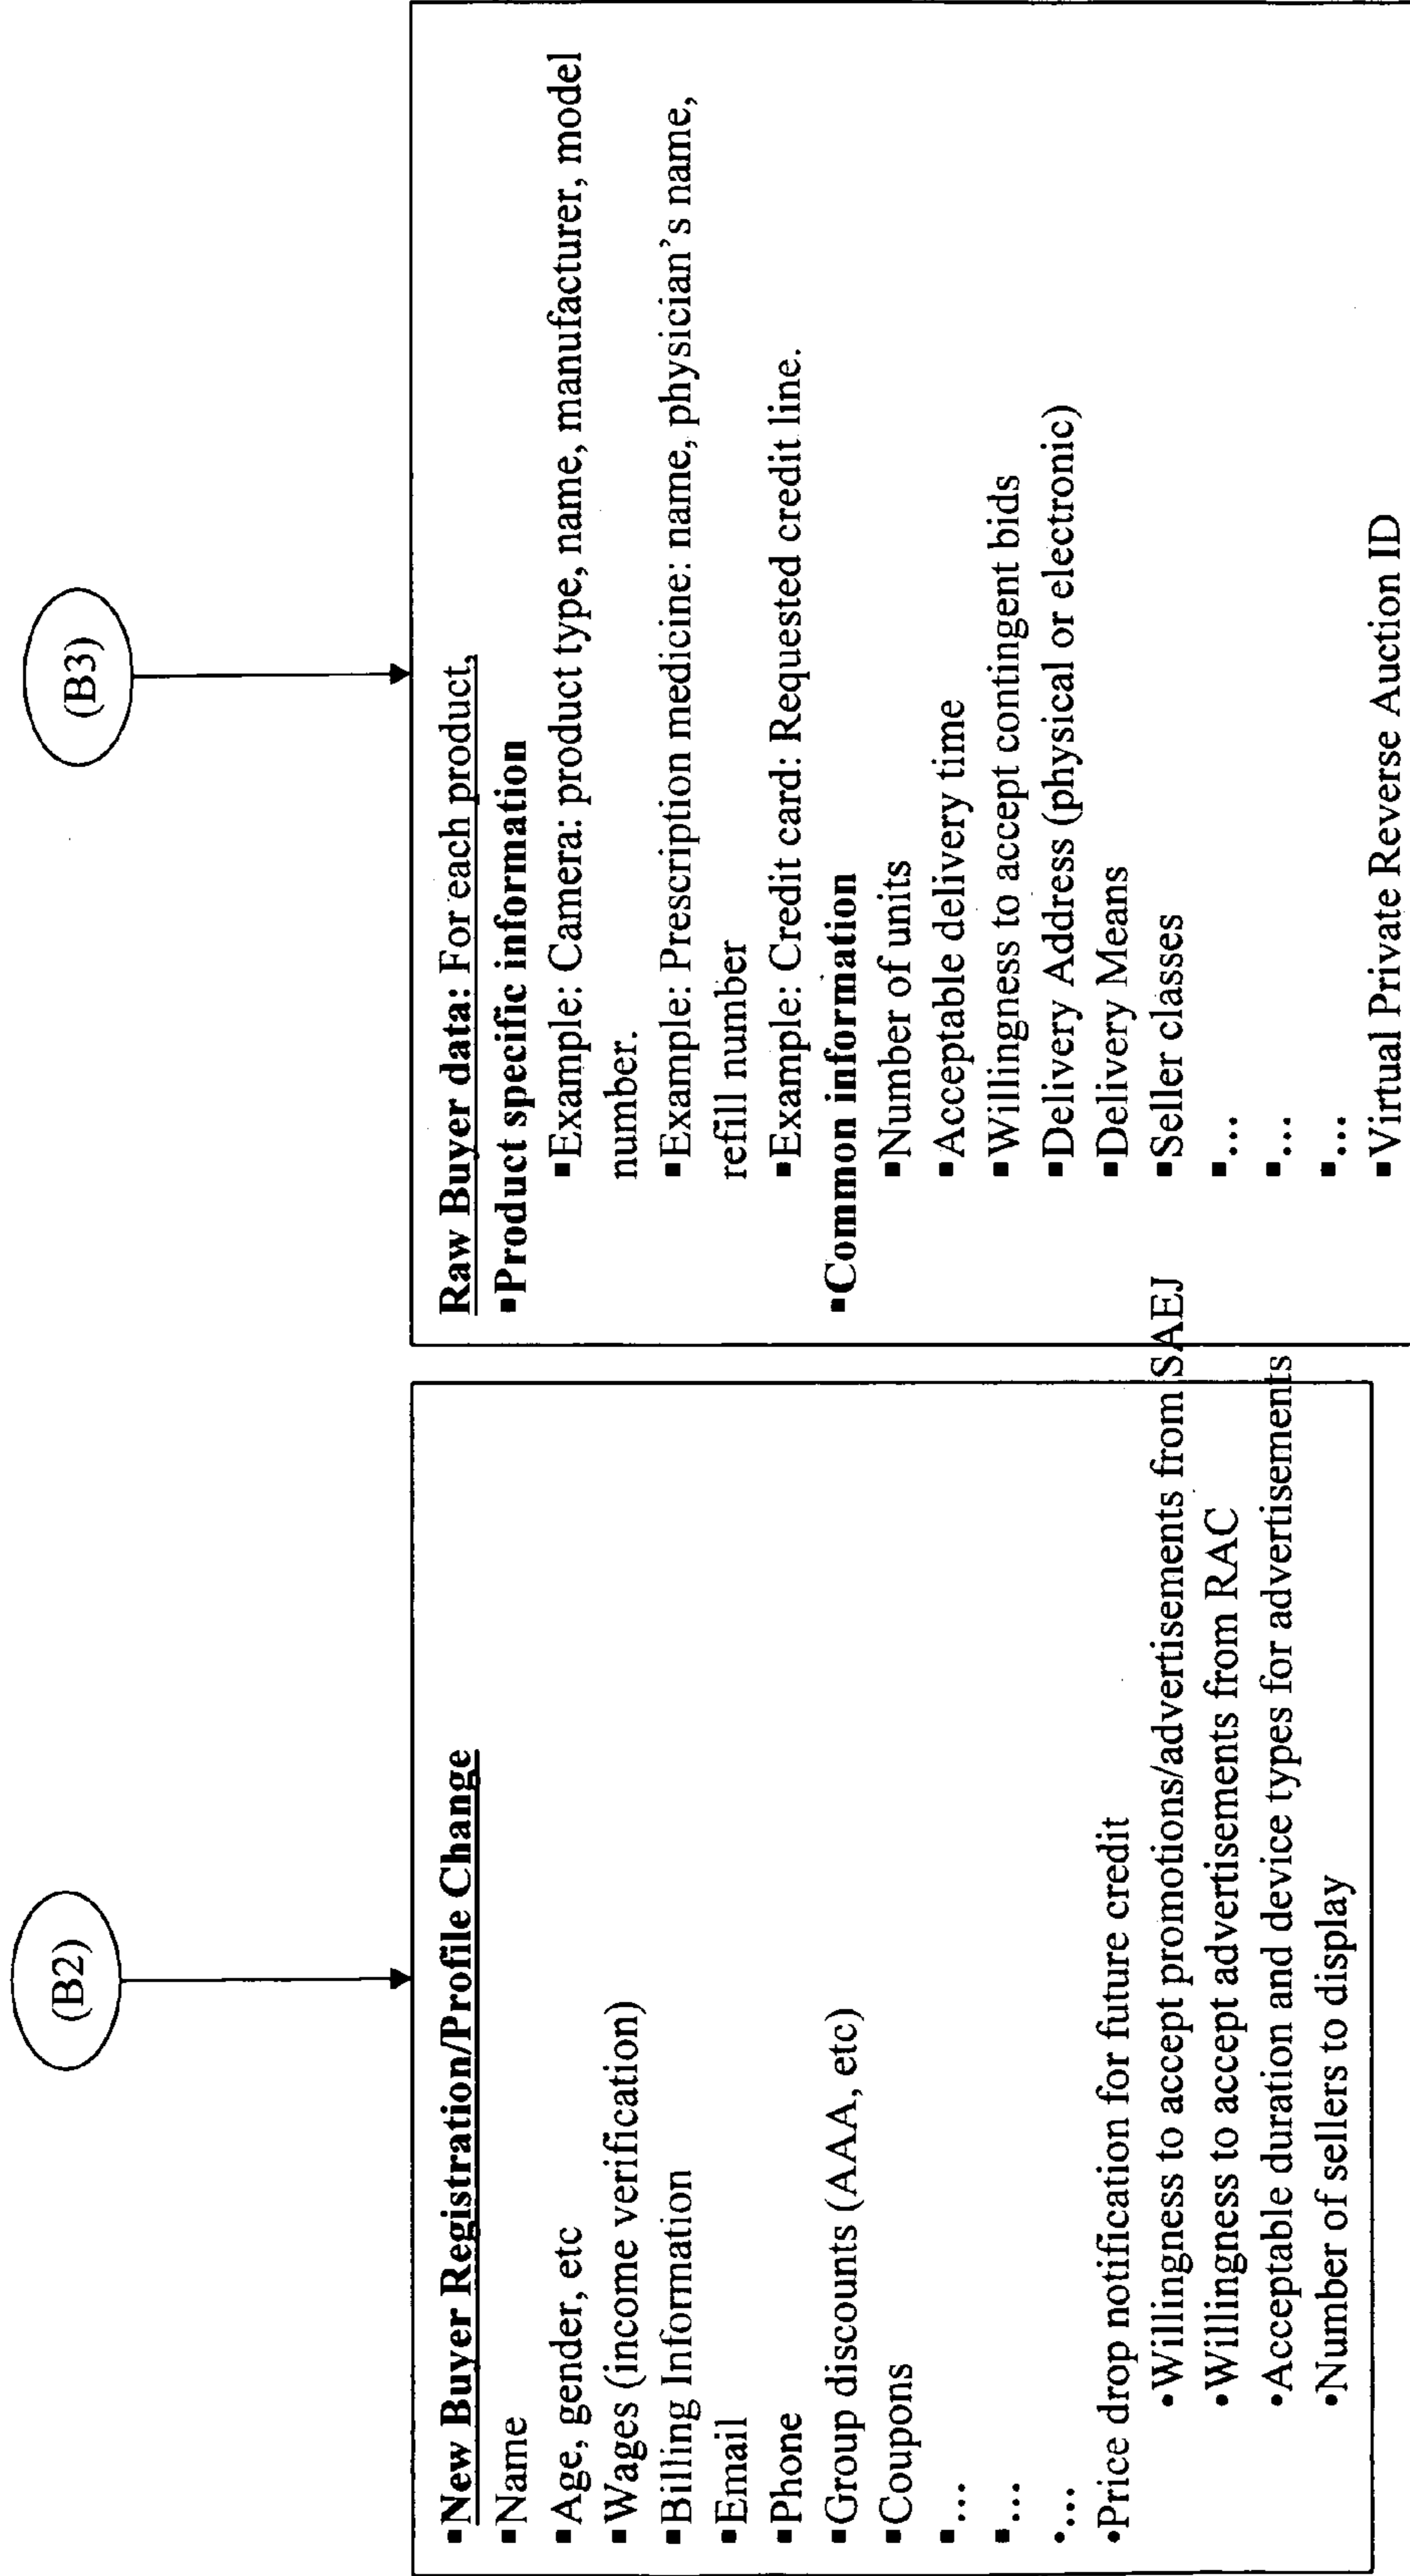 (B2)
▪New Buyer Registration/Profile Change
▪Name
▪Age, gender, etc
▪Wages (income verification)
▪Billing Information
▪Email
▪Phone
▪Group discounts (AAA, etc)
▪Coupons
▪...
▪...
•...
•Price drop notification for future credit
•Willingness to accept promotions/advertisements from SAEJ
•Willingness to accept advertisements from RAC
•Acceptable duration and device types for advertisements
•Number of sellers to display
(B3)
Raw Buyer data: For each product,
▪Product specific information
▪Example: Camera: product type, name, manufacturer, model
number.
▪Example: Prescription medicine: name, physician's name,
refill number
▪Example: Credit card: Requested credit line.
▪Common information
▪Number of units
▪Acceptable delivery time
▪Willingness to accept contingent bids
▪Delivery Address (physical or electronic)
▪Delivery Means
▪Seller classes
▪...
▪...
▪...
▪Virtual Private Reverse Auction ID